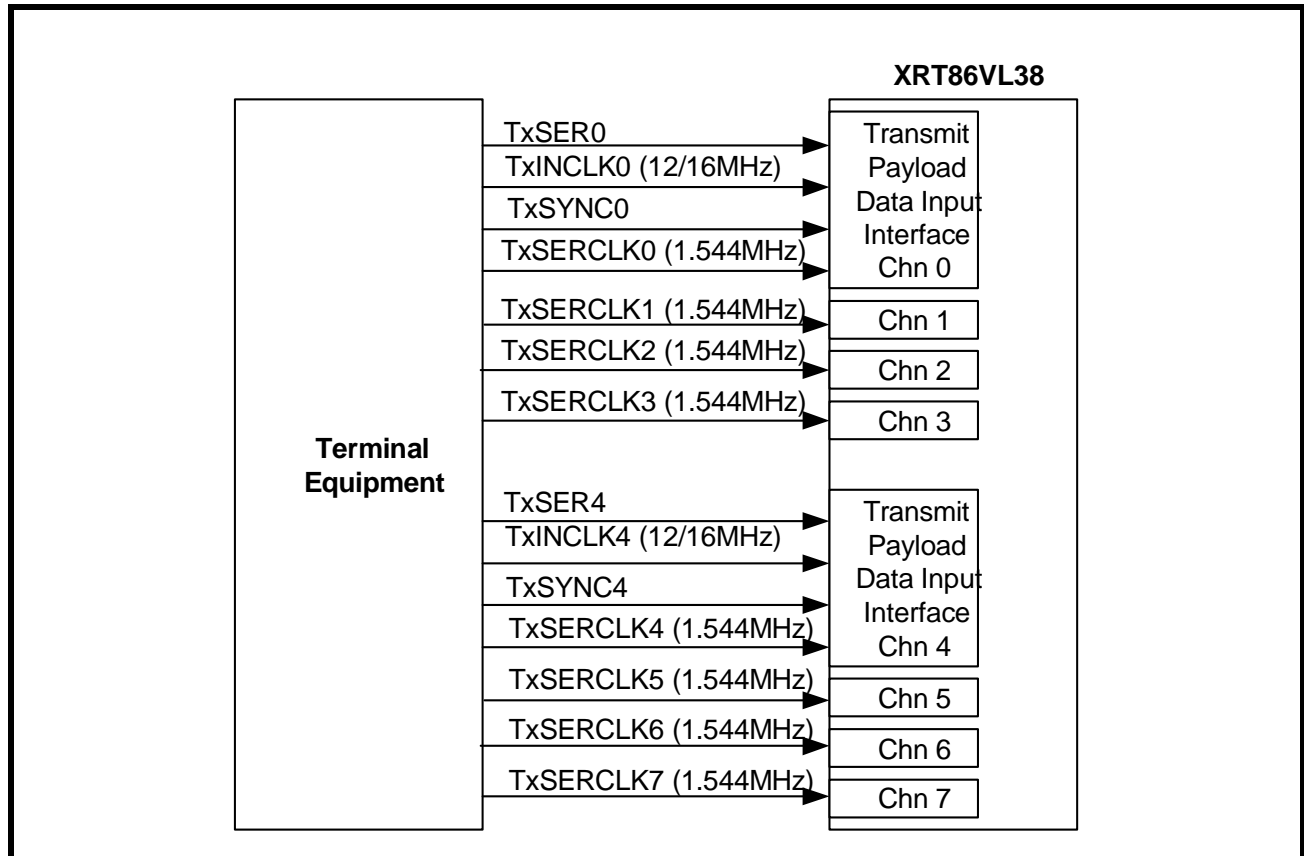 XRT86VL38
TxSER0
TxINCLK0 (12/16MHz)
TxSYNC0
TxSERCLK0 (1.544MHz)
Transmit
Payload
Data Input
Interface
Chn 0
TxSERCLK1 (1.544MHz)
Chn 1
TxSERCLK2 (1.544MHz)
Chn 2
TxSERCLK3 (1.544MHz)
Chn 3
Terminal
Equipment
TxSER4
TxINCLK4 (12/16MHz)
TxSYNC4
TxSERCLK4 (1.544MHz)
Transmit
Payload
Data Input
Interface
Chn 4
TxSERCLK5 (1.544MHz)
Chn 5
TxSERCLK6 (1.544MHz)
Chn 6
TxSERCLK7 (1.544MHz)
Chn 7